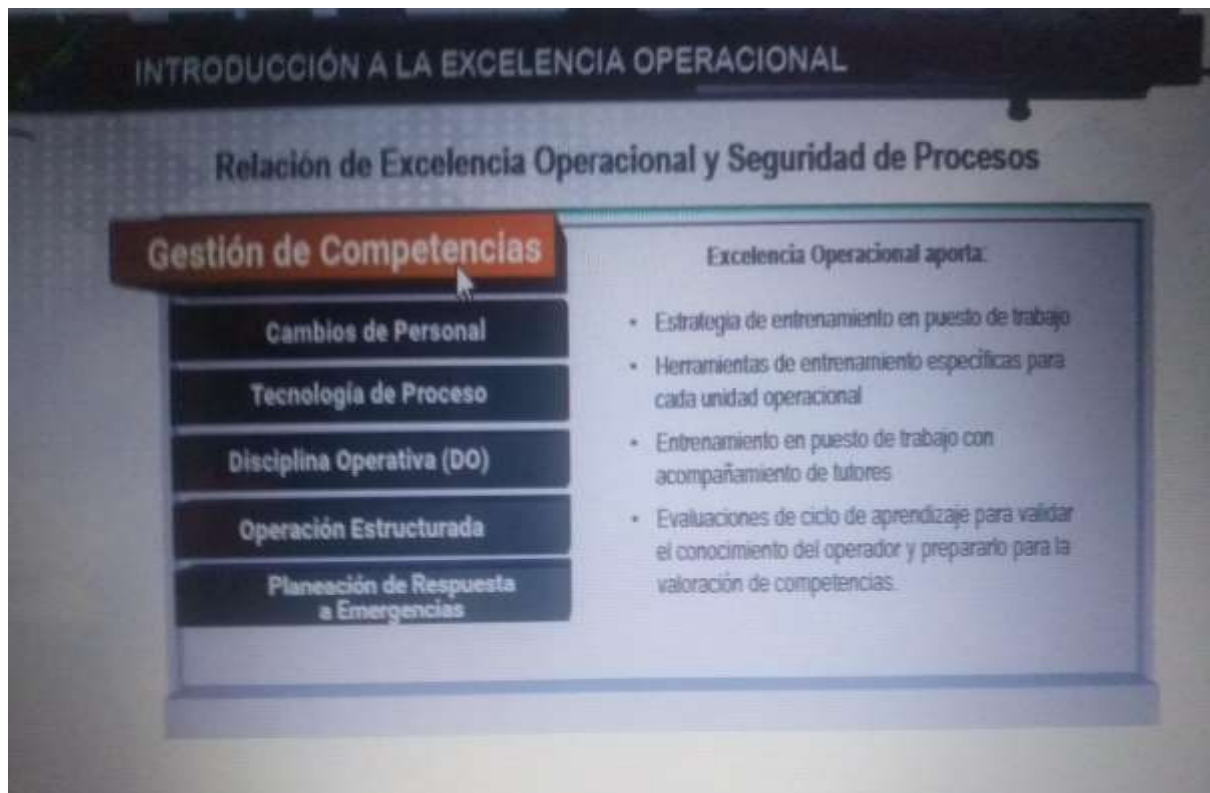 INTRODUCCIÓN A LA EXCELENCIA OPERACIONAL
Relación de Excelencia Operacional y Seguridad de Procesos
Gestión de Competencias
Cambios de Personal
Tecnología de Proceso
Disciplina Operativa (DO)
Operación Estructurada
Planeación de Respuesta
a Emergencias
Excelencia Operacional aporta:
• Estrategia de entrenamiento en puesto de trabajo
• Herramientas de entrenamiento específicas para
cada unidad operacional
• Entrenamiento en puesto de trabajo con
acompañamiento de tutores
• Evaluaciones de ciclo de aprendizaje para validar
el conocimiento del operador y prepararlo para la
valoración de competencias.